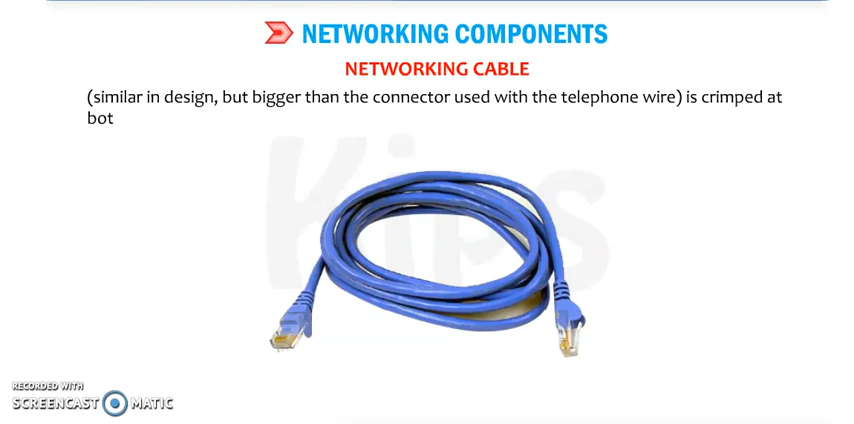 NETWORKING COMPONENTS
NETWORKING CABLE
(similar in design, but bigger than the connector used with the telephone wire) is crimped at
bot
Kips
RECORDED WITH
SCREENCAST MATIC